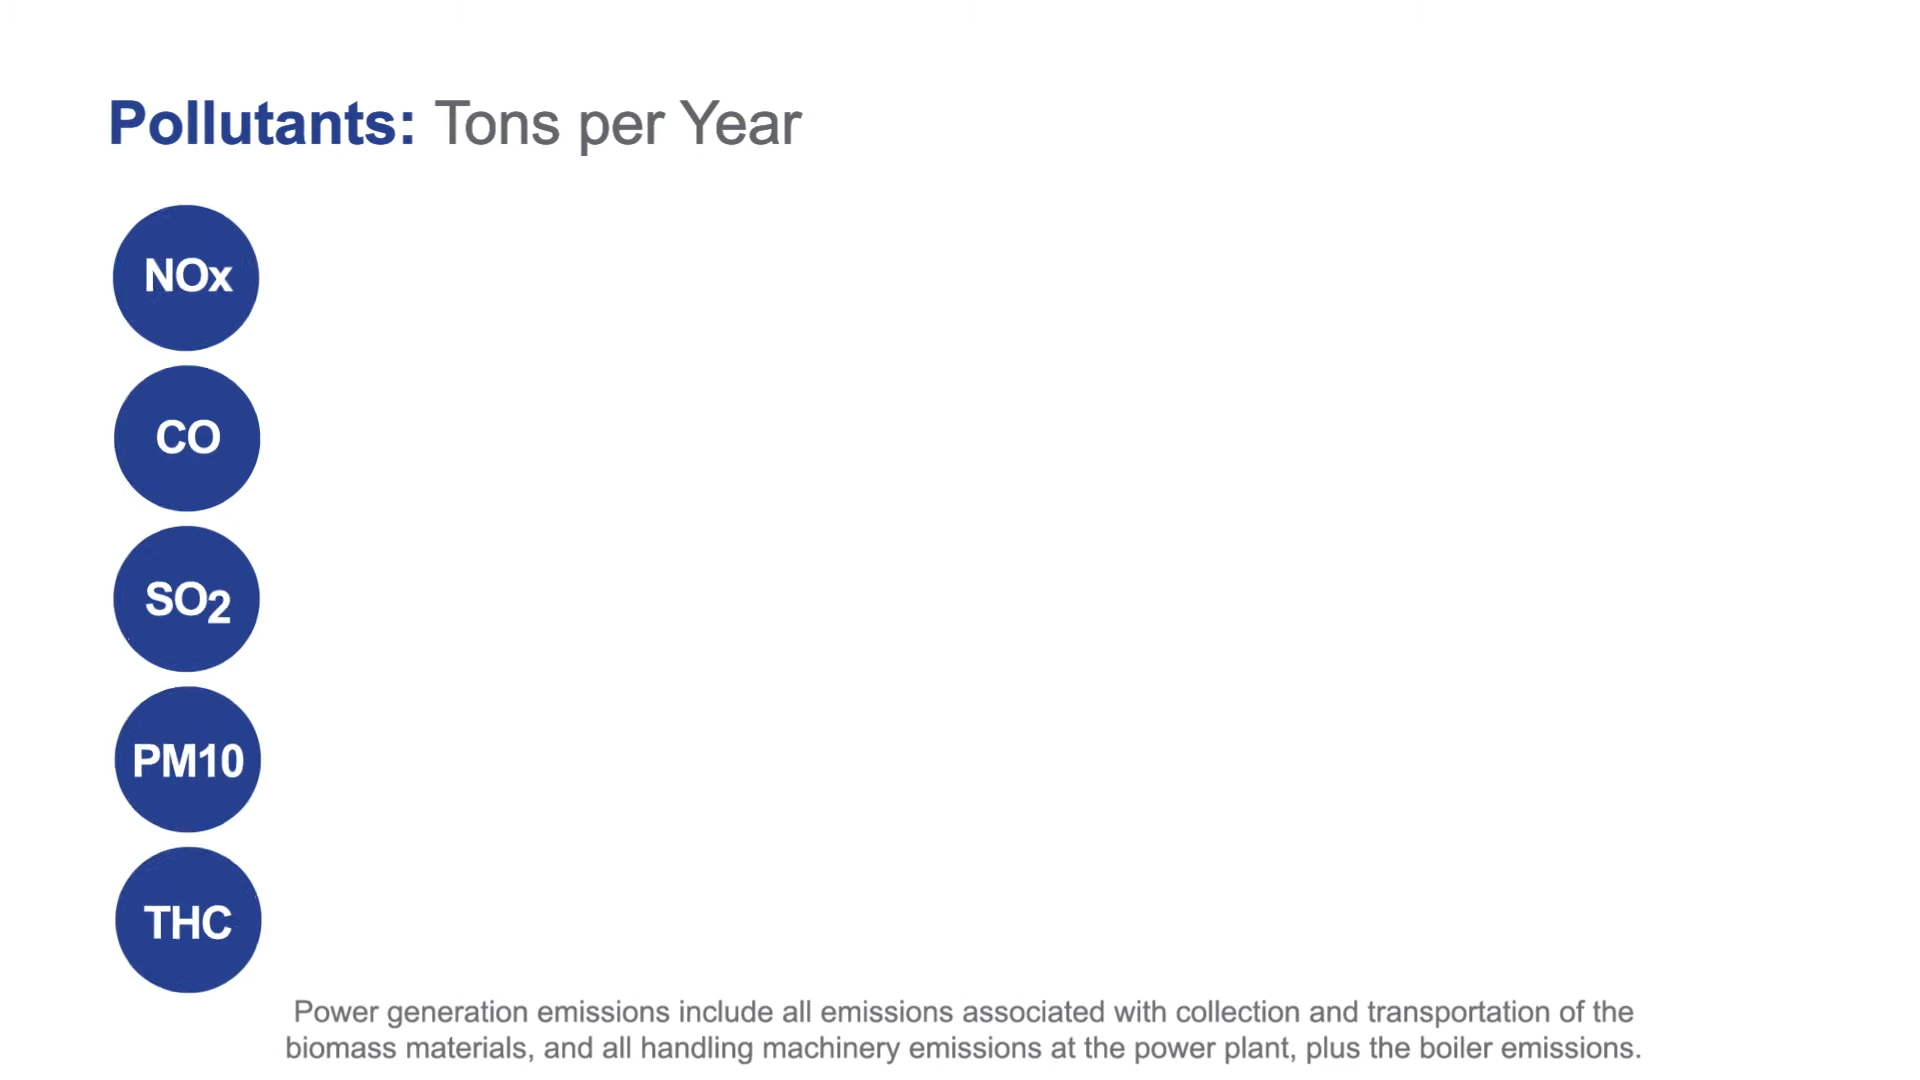 Pollutants: Tons per Year
NOx
CO
SO2
PM10
THC
Power generation emissions include all emissions associated with collection and transportation of the
biomass materials, and all handling machinery emissions at the power plant, plus the boiler emissions.